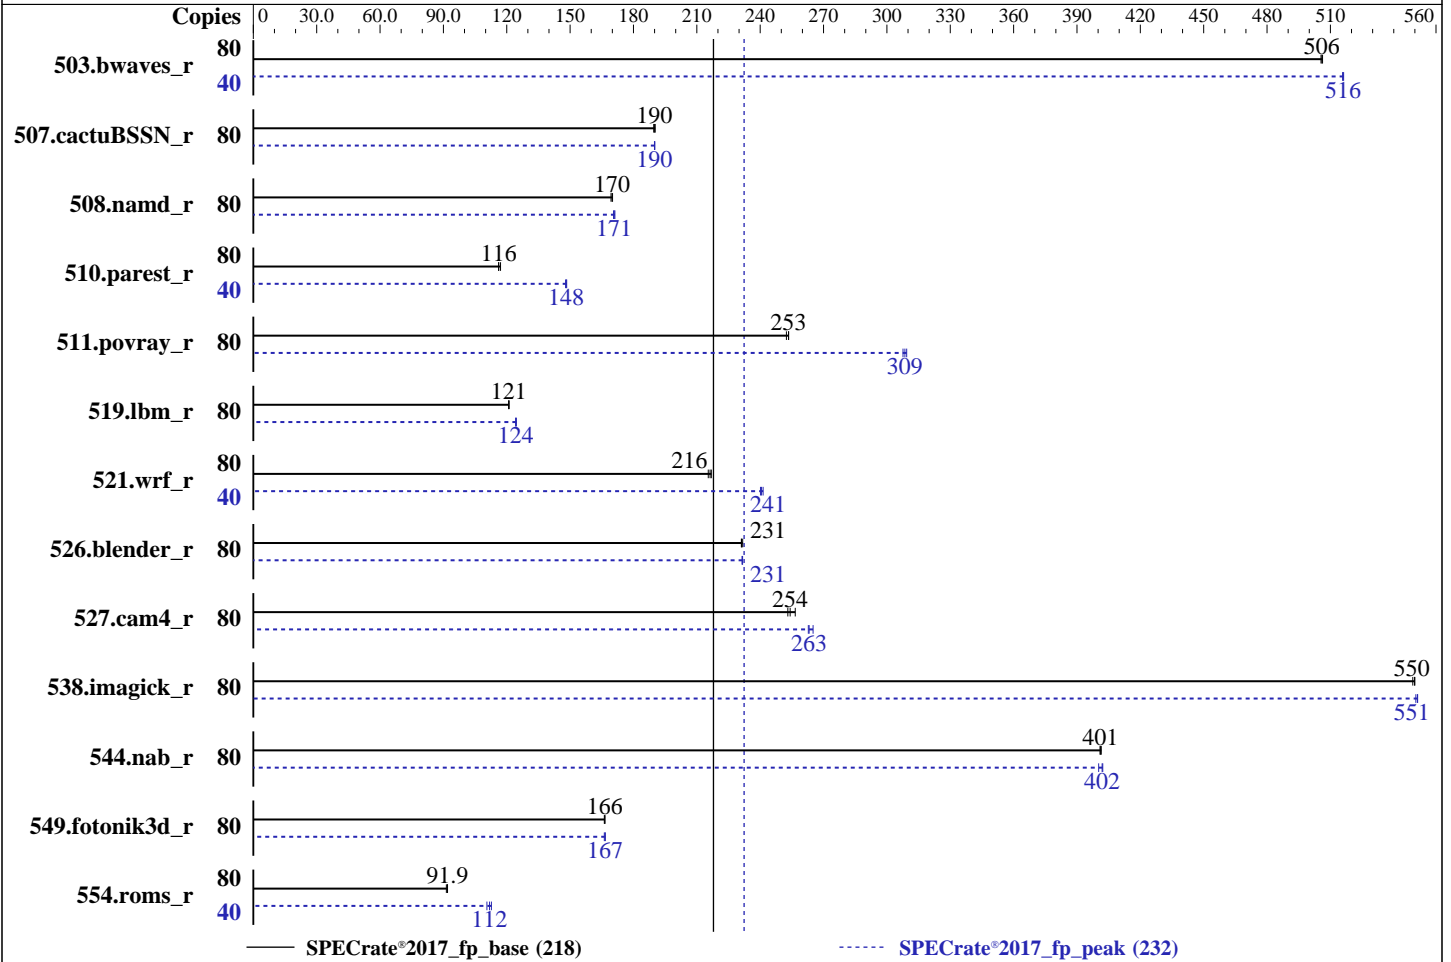 Copies 0 30.0 60.0 90.0 120 150 180 210 240 270 300 330 360 390 420 450 480 510 560
503.bwaves_r 80 506
40 516
507.cactuBSSN_r 80 190
190
508.namd_r 80 170
171
510.parest_r 80 116
40 148
511.povray_r 80 253
309
519.lbm_r 80 121
124
521.wrf_r 80 216
40 241
526.blender_r 80 231
231
527.cam4_r 80 254
263
538.imagick_r 80 550
551
544.nab_r 80 401
402
549.fotonik3d_r 80 166
167
554.roms_r 80 91.9
40 112
SPECrate®2017_fp_base (218) SPECrate®2017_fp_peak (232)